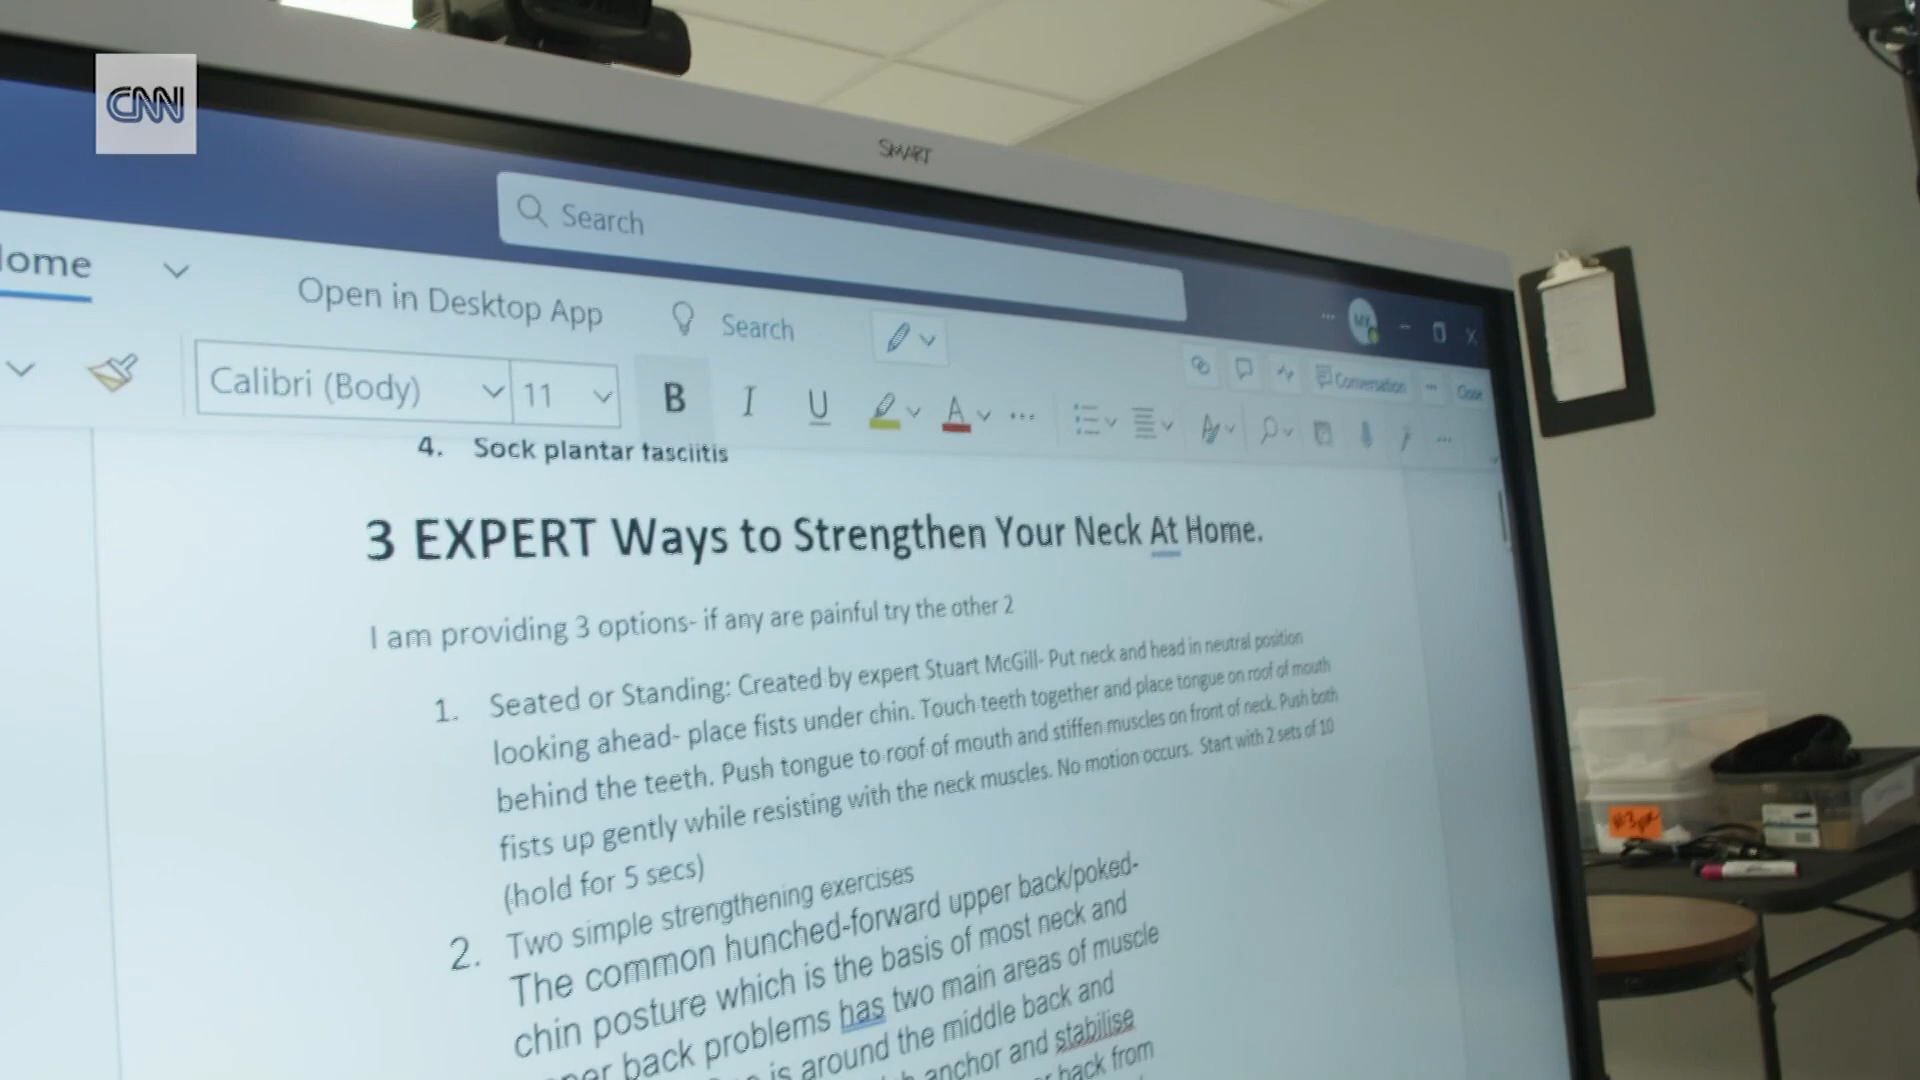 CNN
SMART
Search
ome
Open in Desktop App
Search
MK
Calibri (Body)
11
B
I
U
A
Conversation
Close
4. Sock plantar fasciitis
3 EXPERT Ways to Strengthen Your Neck At Home.
I am providing 3 options- if any are painful try the other 2
1. Seated or Standing: Created by expert Stuart McGill- Put neck and head in neutral position
looking ahead- place fists under chin. Touch teeth together and place tongue on roof of mouth
behind the teeth. Push tongue to roof of mouth and stiffen muscles on front of neck. Push both
fists up gently while resisting with the neck muscles. No motion occurs. Start with 2 sets of 10
(hold for 5 secs)
2. Two simple strengthening exercises
The common hunched-forward upper back/poked-
chin posture which is the basis of most neck and
back problems has two main areas of muscle
is around the middle back and
anchor and stabilise
back from